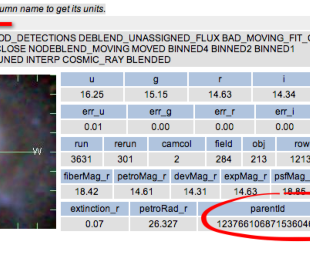 umn name to get its units.
OD_DETECTIONS DEBLEND_UNASSIGNED_FLUX BAD_MOVING_FIT_C
CLOSE NODEBLEND_MOVING MOVED BINNED4 BINNED2 BINNED1
UNED INTERP COSMIC_RAY BLENDED
u g r i
16.25 15.15 14.63 14.34
err_u err_g err_r err_i
0.01 0.00 0.00 0.00
run rerun camcol field obj row
3631 301 2 284 213 1213
W
fiberMag_r petroMag_r devMag_r expMag_r psfMag_
18.42 14.61 14.31 14.63 18.85
extinction_r petroRad_r parentId
0.07 26.327 12376610687153604